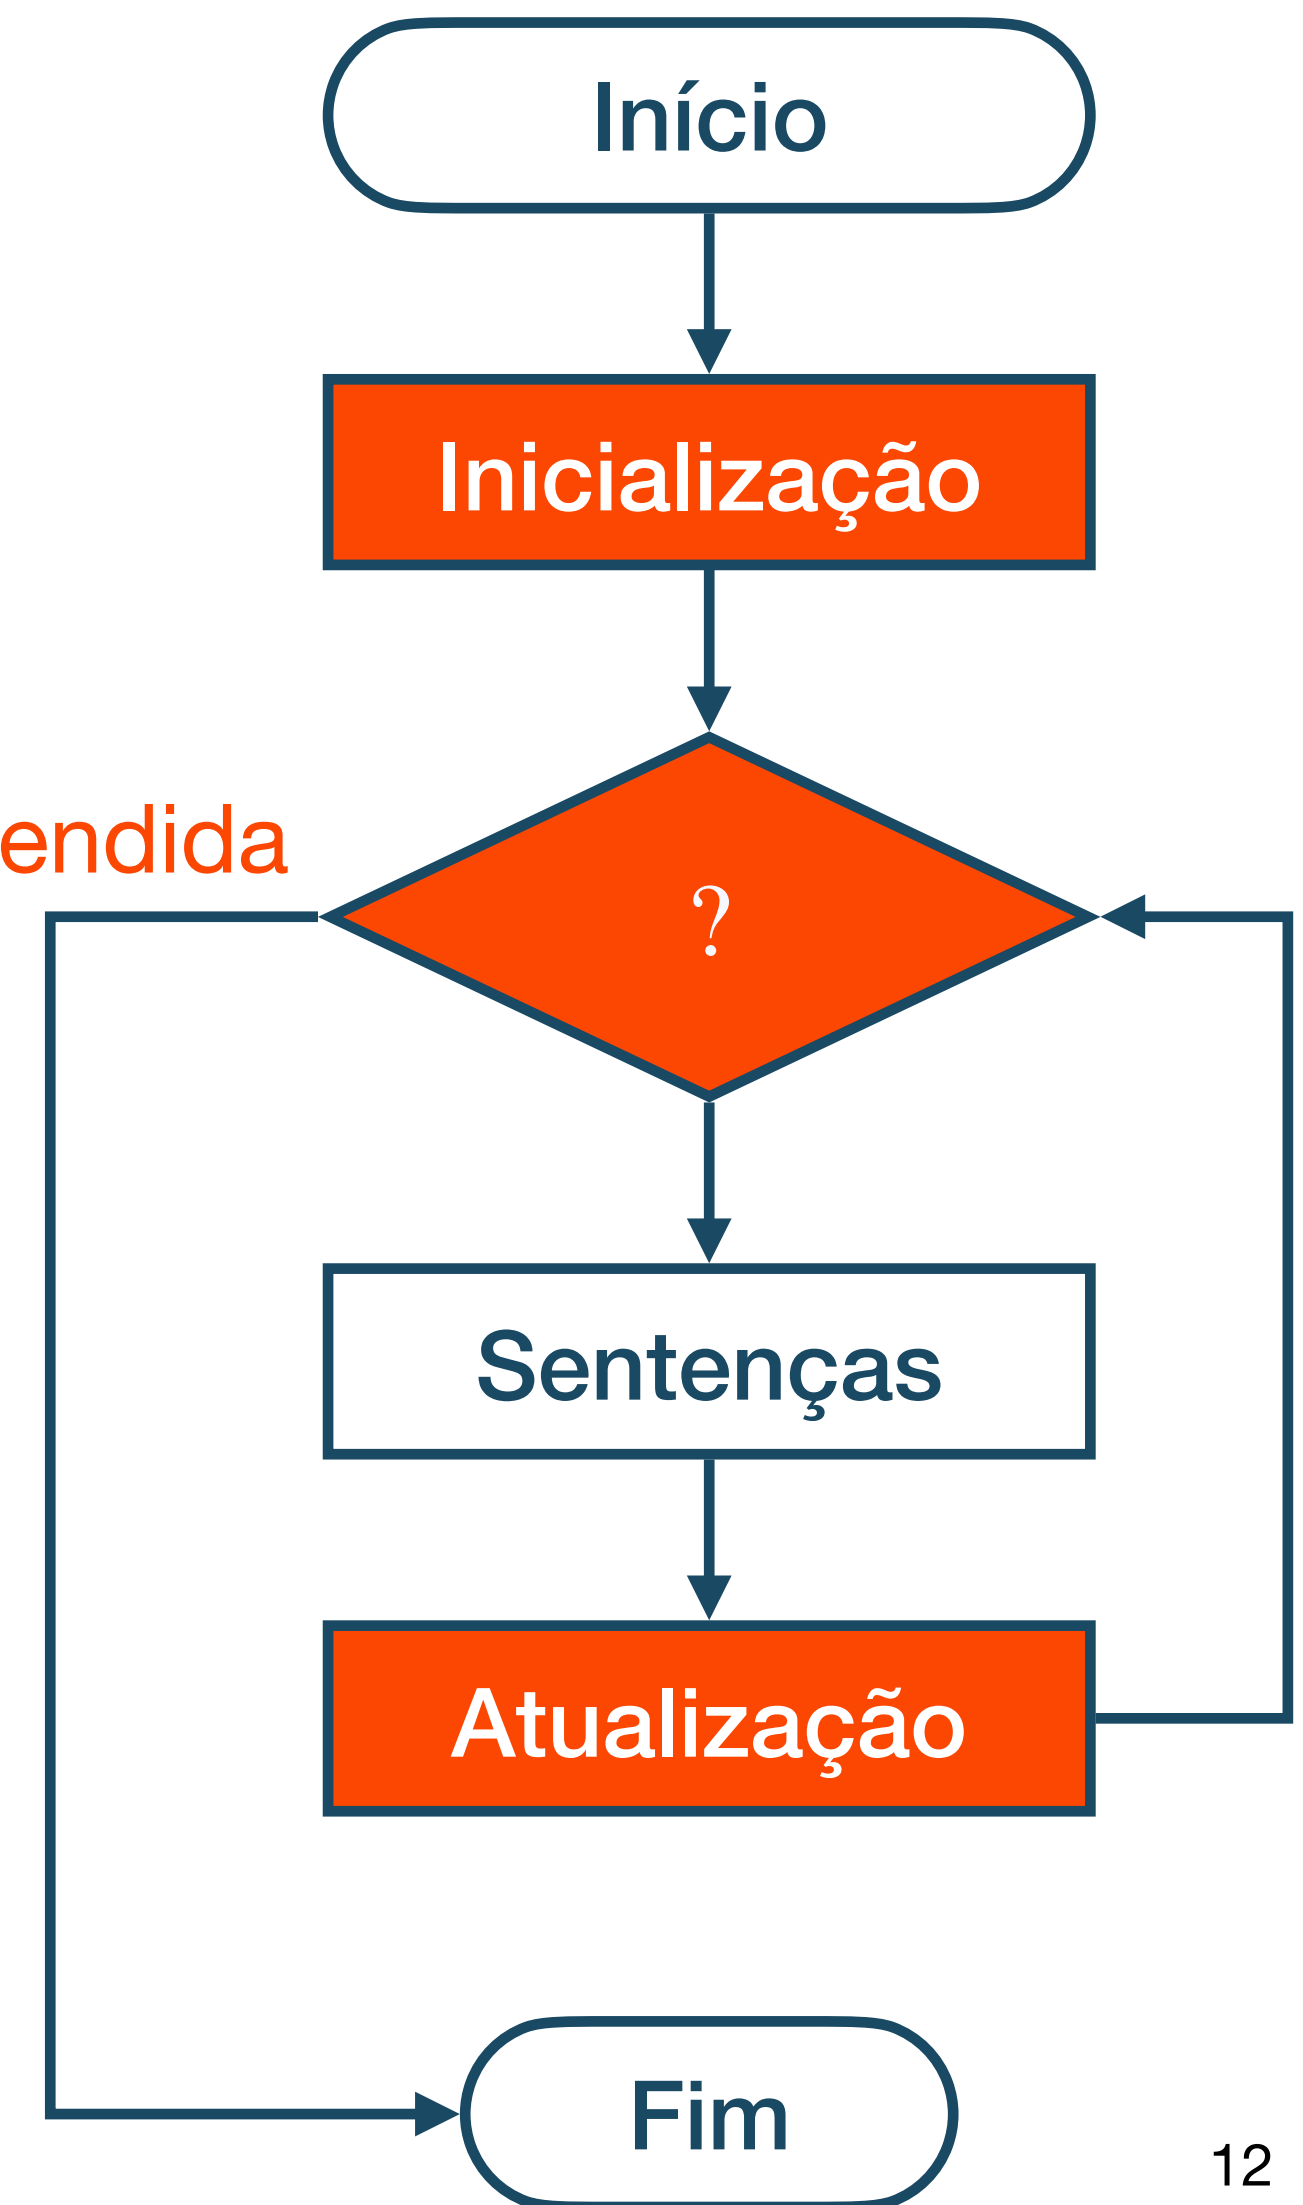 Início
Inicialização
endida
?
Sentenças
Atualização
Fim
12